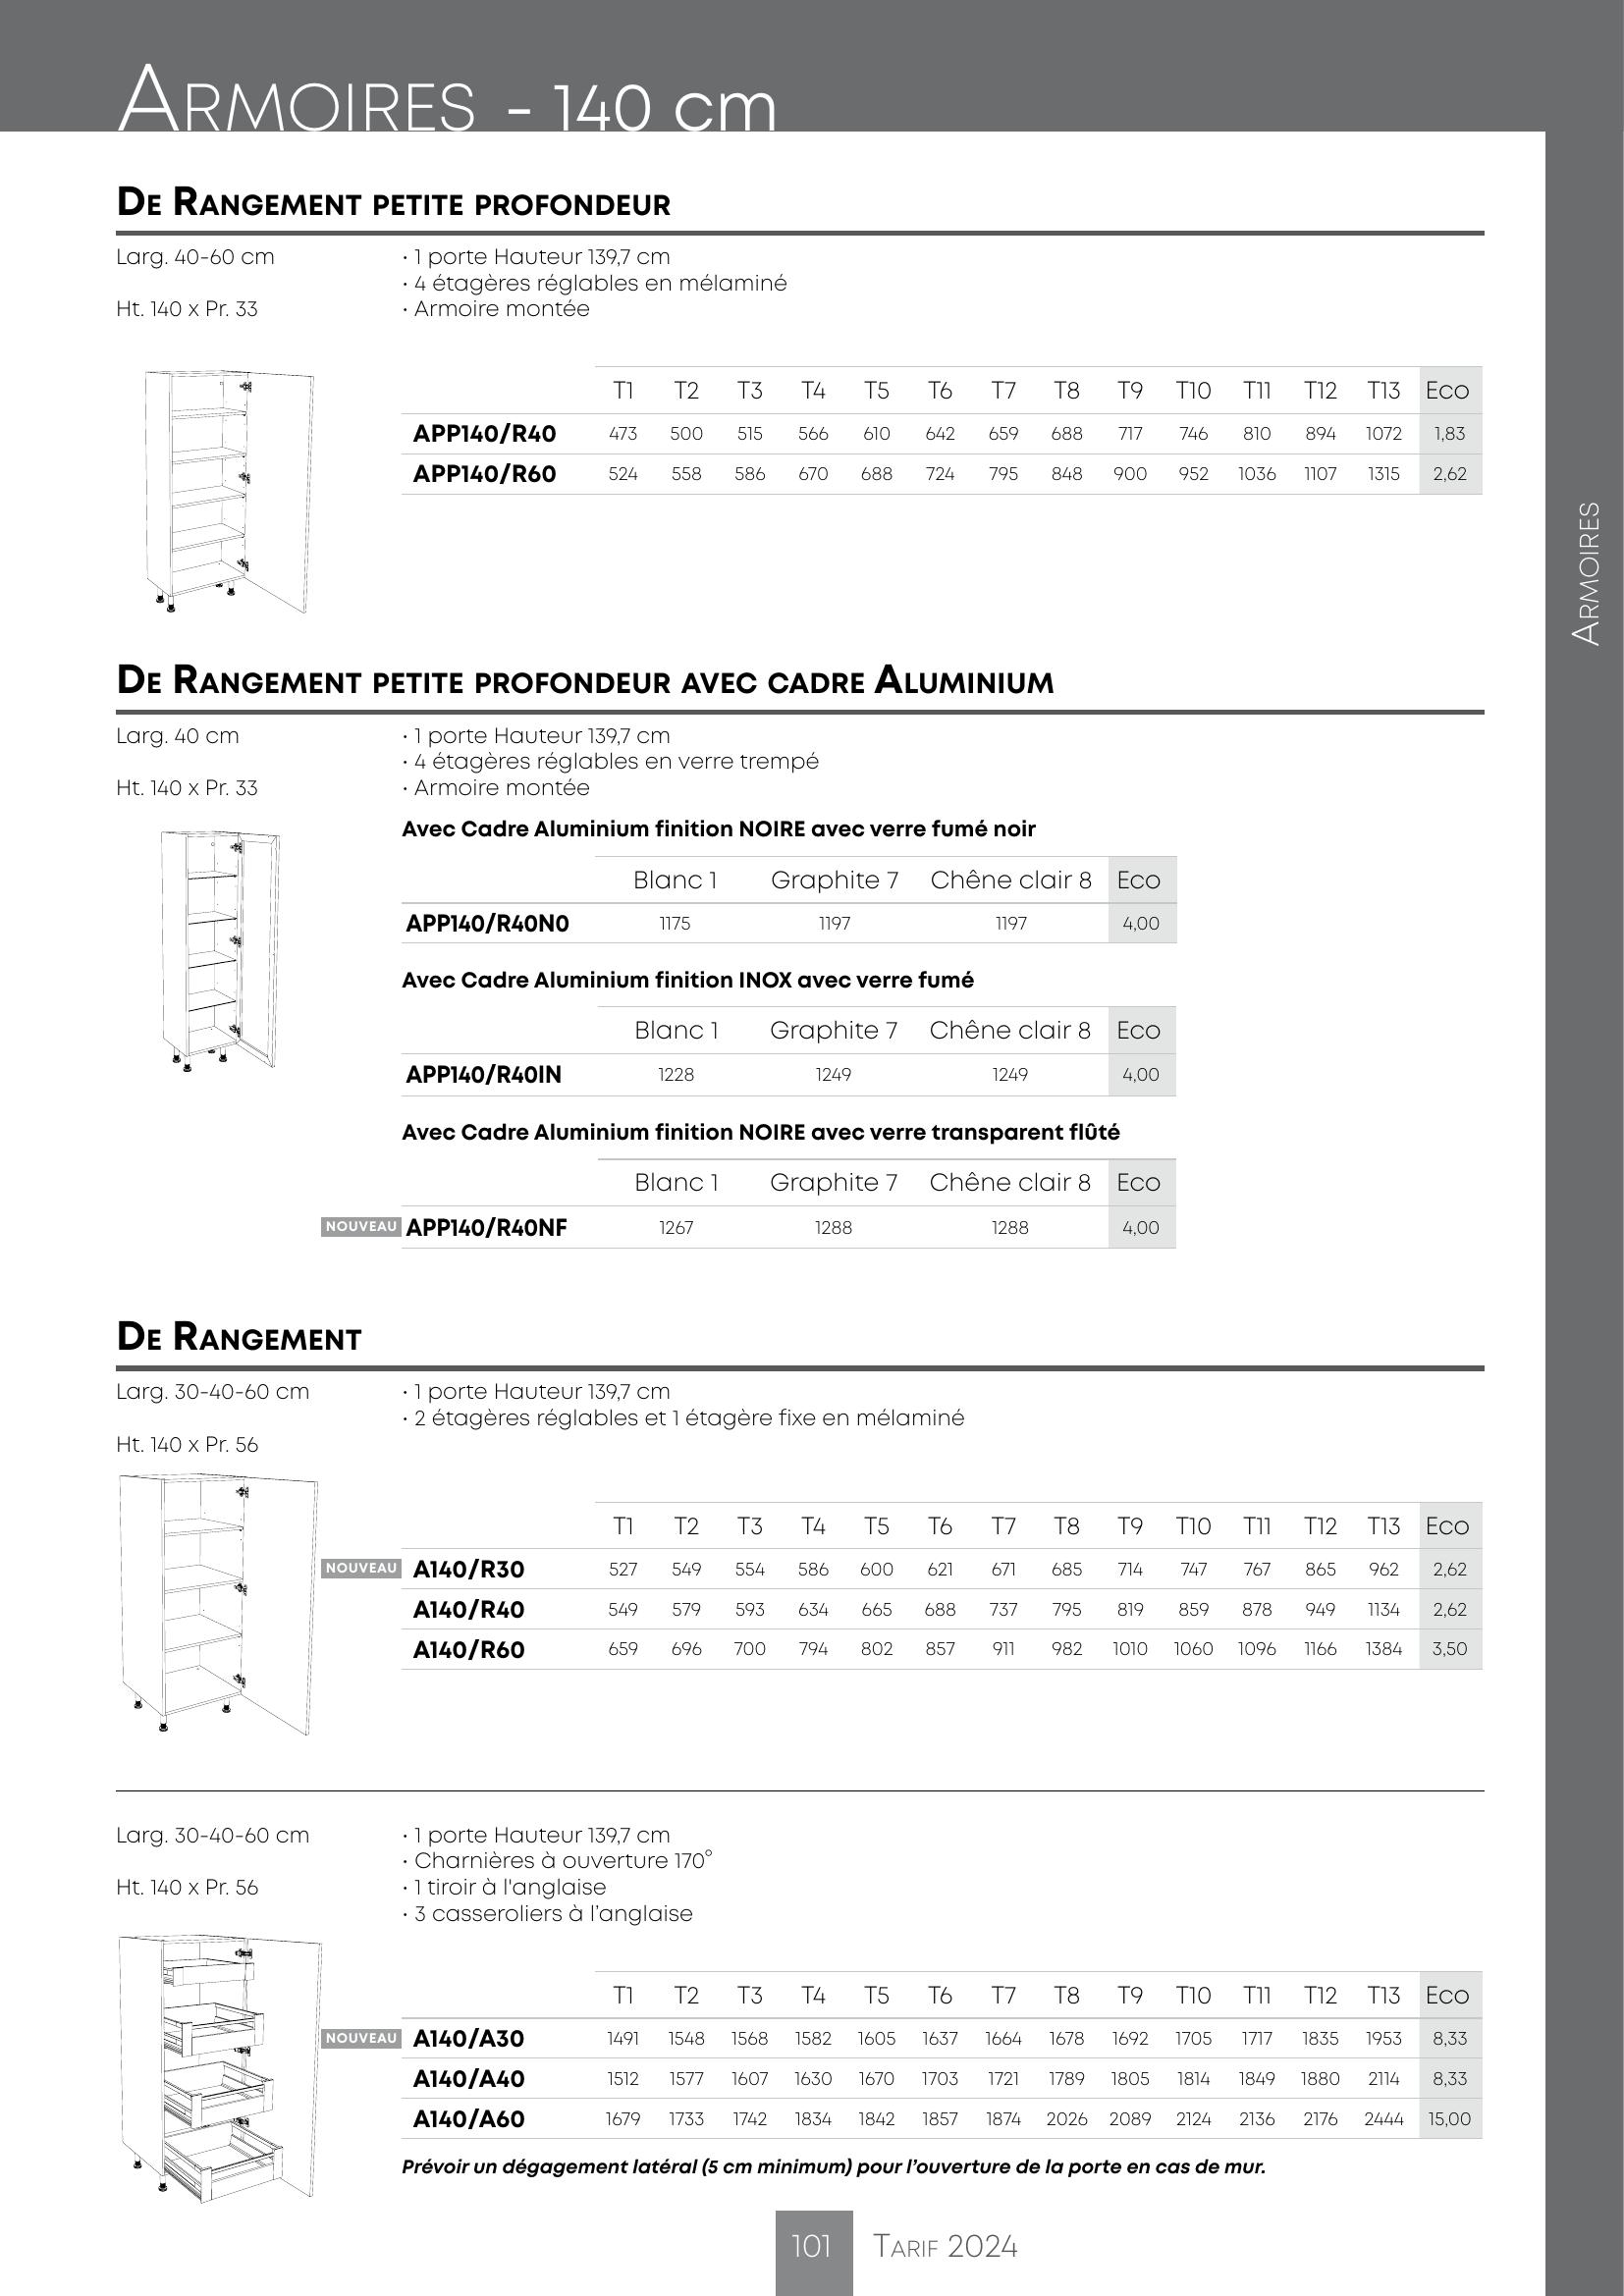 ARMOIRES - 140 cm
DE RANGEMENT PETITE PROFONDEUR
Larg. 40-60 cm
Ht. 140 x Pr. 33
· 1 porte Hauteur 139,7 cm
· 4 étagères réglables en mélaminé
· Armoire montée
T1 T2 T3 T4 T5 T6 T7 T8 T9 T10 T11 T12 T13 Eco
APP140/R40 473 500 515 566 610 642 659 688 717 746 810 894 1072 1,83
APP140/R60 524 558 586 670 688 724 795 848 900 952 1036 1107 1315 2,62
ARMOIRES
DE RANGEMENT PETITE PROFONDEUR AVEC CADRE ALUMINIUM
Larg. 40 cm
Ht. 140 x Pr. 33
· 1 porte Hauteur 139,7 cm
· 4 étagères réglables en verre trempé
· Armoire montée
Avec Cadre Aluminium finition NOIRE avec verre fumé noir
Blanc 1 Graphite 7 Chêne clair 8 Eco
APP140/R40N0 1175 1197 1197 4,00
Avec Cadre Aluminium finition INOX avec verre fumé
Blanc 1 Graphite 7 Chêne clair 8 Eco
APP140/R40IN 1228 1249 1249 4,00
Avec Cadre Aluminium finition NOIRE avec verre transparent flûté
Blanc 1 Graphite 7 Chêne clair 8 Eco
NOUVEAU APP140/R40NF 1267 1288 1288 4,00
DE RANGEMENT
Larg. 30-40-60 cm
Ht. 140 x Pr. 56
· 1 porte Hauteur 139,7 cm
· 2 étagères réglables et 1 étagère fixe en mélaminé
T1 T2 T3 T4 T5 T6 T7 T8 T9 T10 T11 T12 T13 Eco
NOUVEAU A140/R30 527 549 554 586 600 621 671 685 714 747 767 865 962 2,62
A140/R40 549 579 593 634 665 688 737 795 819 859 878 949 1134 2,62
A140/R60 659 696 700 794 802 857 911 982 1010 1060 1096 1166 1384 3,50
Larg. 30-40-60 cm
Ht. 140 x Pr. 56
· 1 porte Hauteur 139,7 cm
· Charnières à ouverture 170°
· 1 tiroir à l'anglaise
· 3 casseroliers à l’anglaise
T1 T2 T3 T4 T5 T6 T7 T8 T9 T10 T11 T12 T13 Eco
NOUVEAU A140/A30 1491 1548 1568 1582 1605 1637 1664 1678 1692 1705 1717 1835 1953 8,33
A140/A40 1512 1577 1607 1630 1670 1703 1721 1789 1805 1814 1849 1880 2114 8,33
A140/A60 1679 1733 1742 1834 1842 1857 1874 2026 2089 2124 2136 2176 2444 15,00
Prévoir un dégagement latéral (5 cm minimum) pour l’ouverture de la porte en cas de mur.
101 TARIF 2024